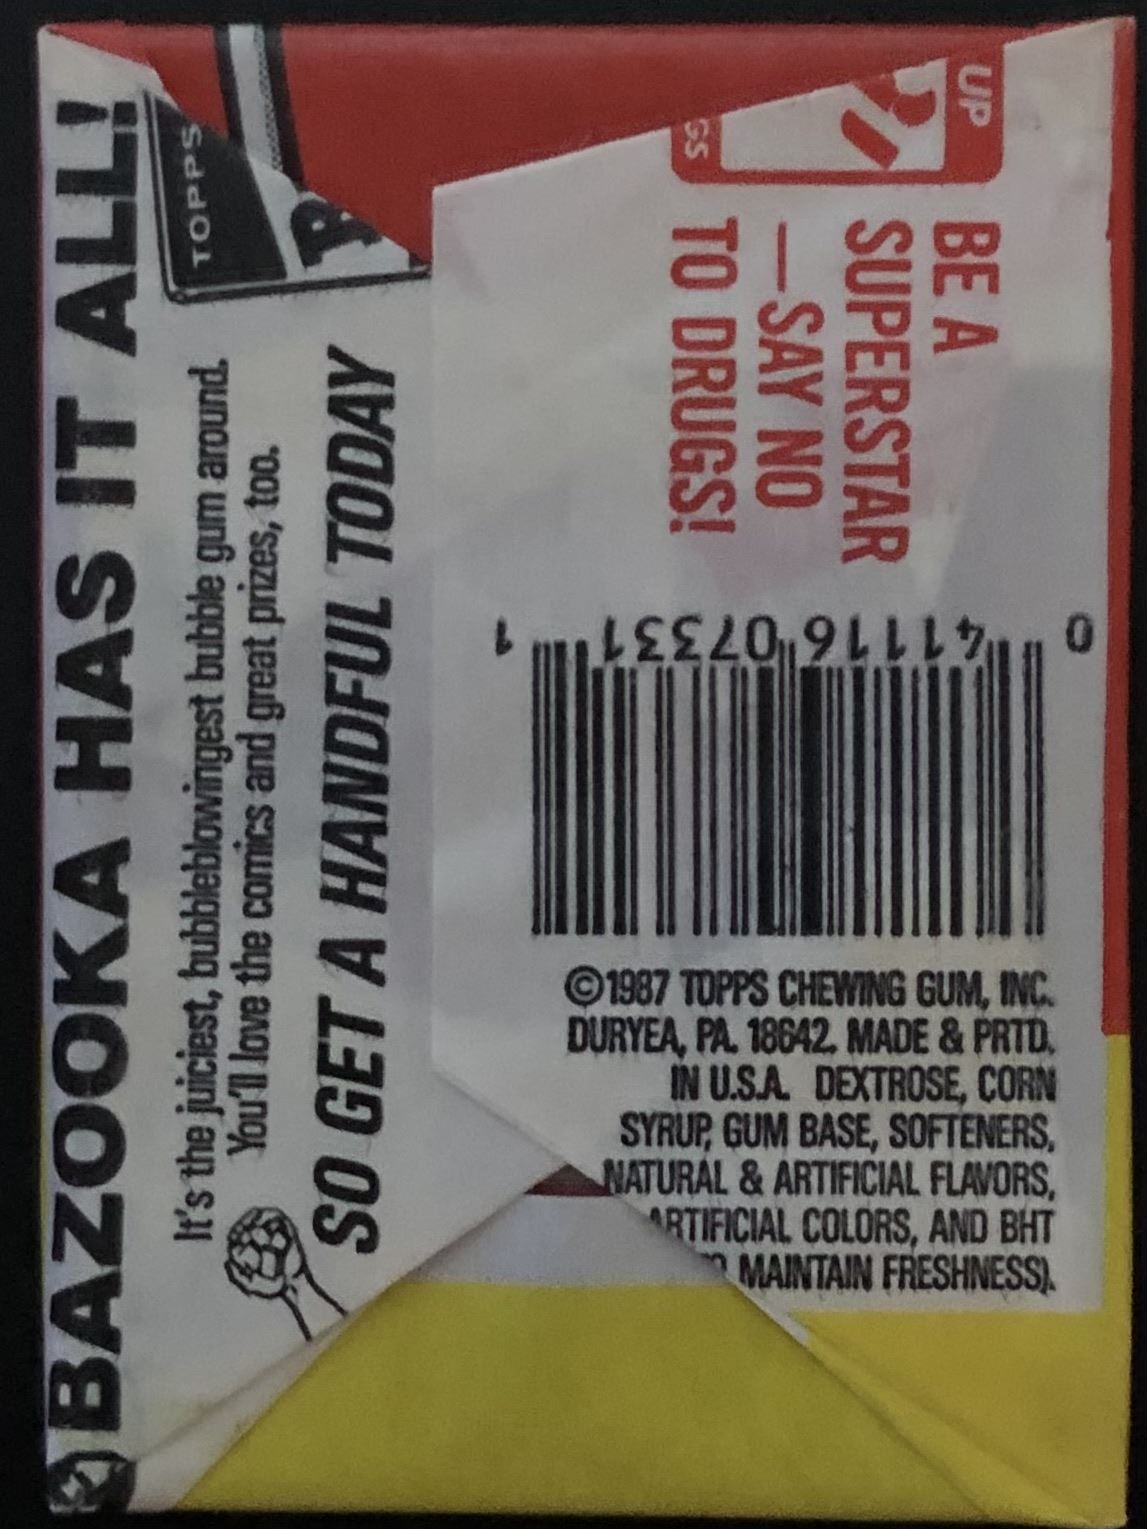 BAZOOKA HAS IT ALL!
It's the juiciest, bubbleblowingest bubble gum around.
You'll love the comics and great prizes, too.
SO GET A HANDFUL TODAY
TOPPS
UP
GS
BE A
SUPERSTAR
—SAY NO
TO DRUGS!
0 41116 07331 1
©1987 TOPPS CHEWING GUM, INC.
DURYEA, PA. 18642. MADE & PRTD.
IN U.S.A. DEXTROSE, CORN
SYRUP, GUM BASE, SOFTENERS,
NATURAL & ARTIFICIAL FLAVORS,
ARTIFICIAL COLORS, AND BHT
MAINTAIN FRESHNESS).